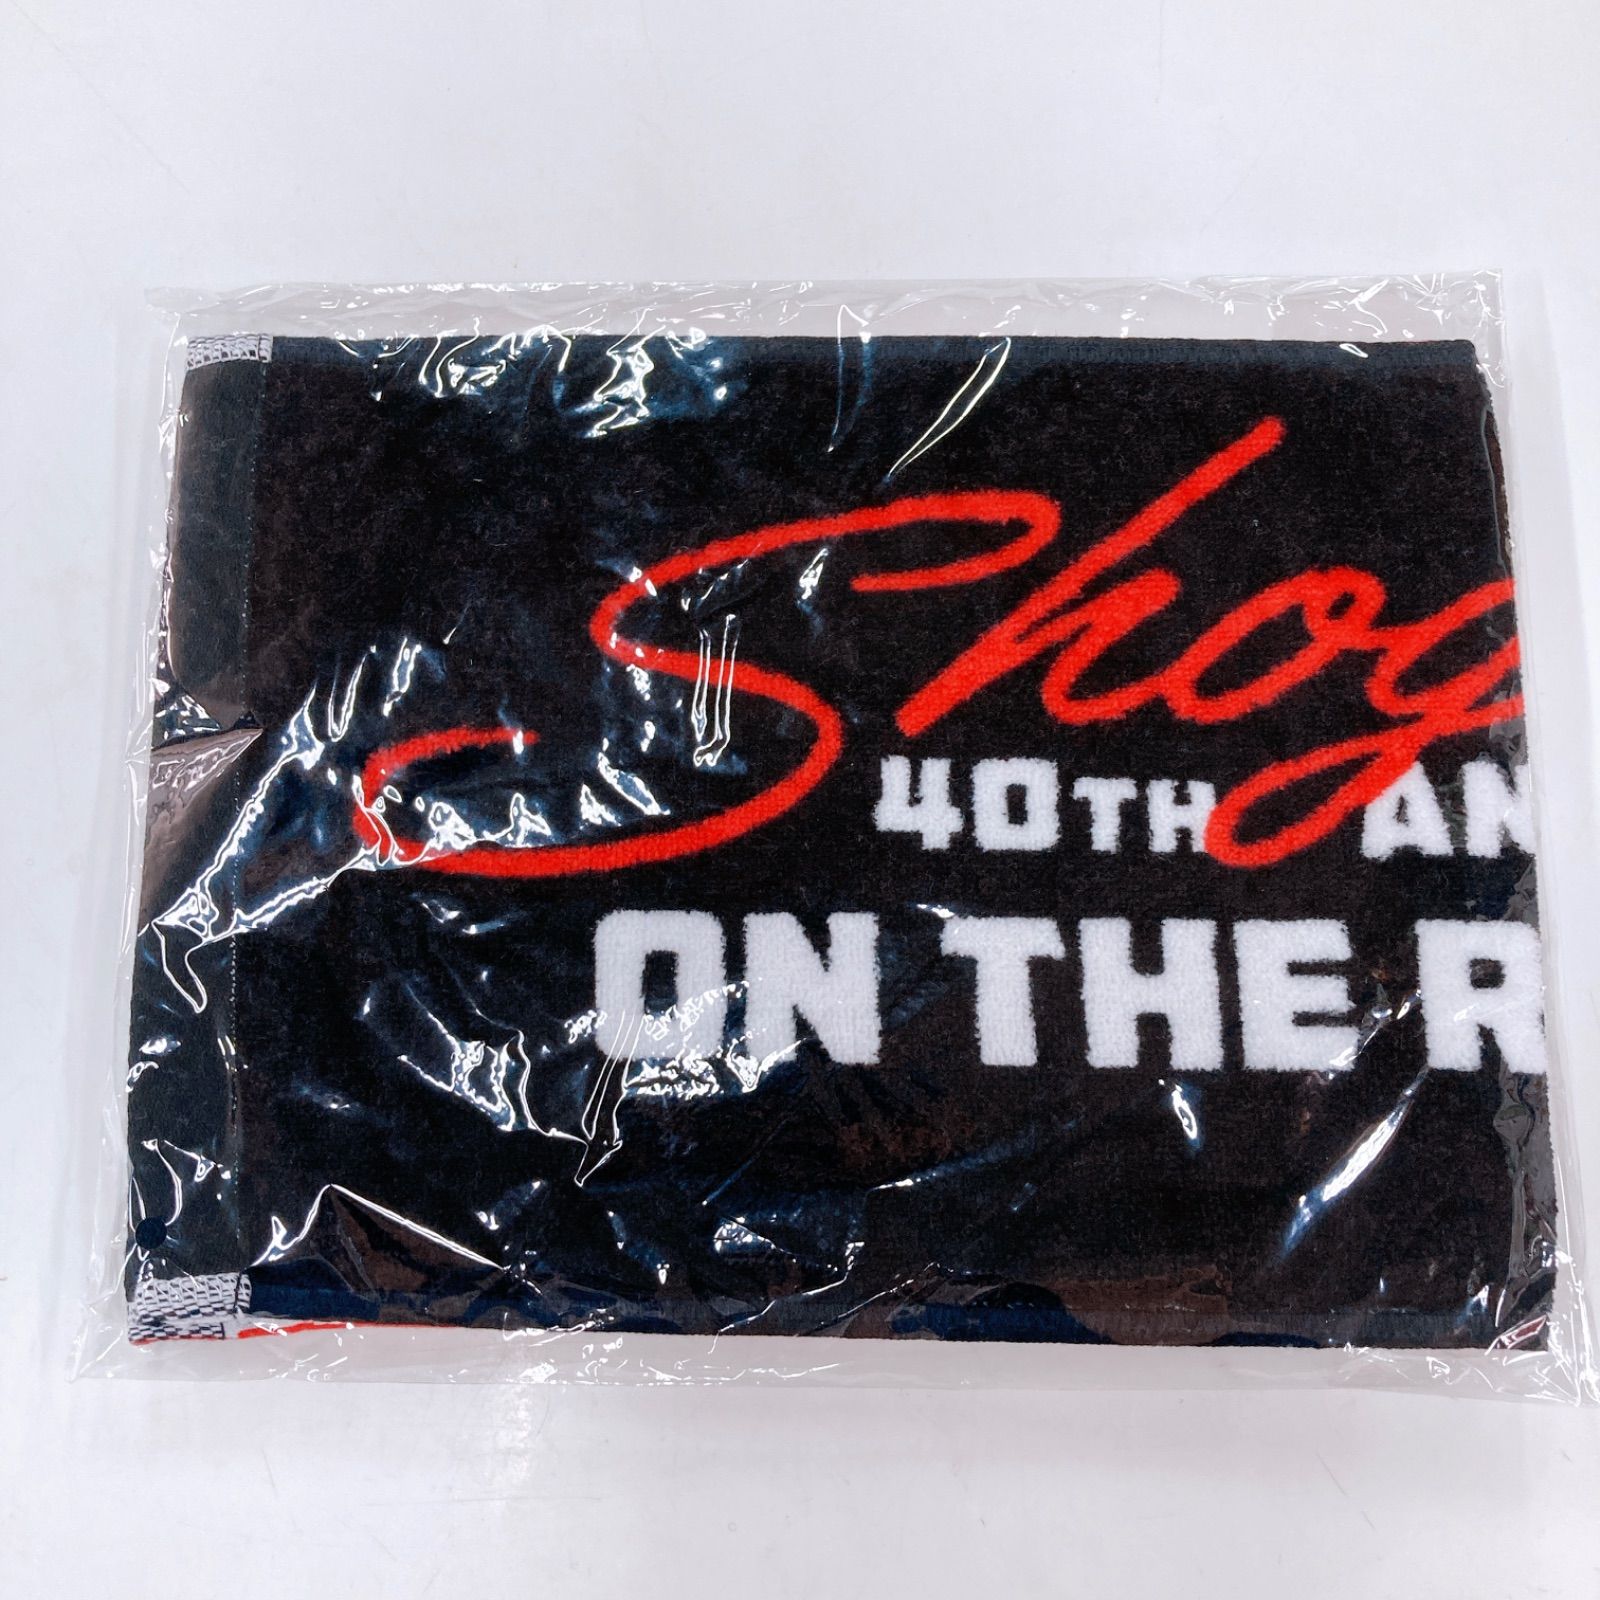 Shog
40TH AN
ON THE R